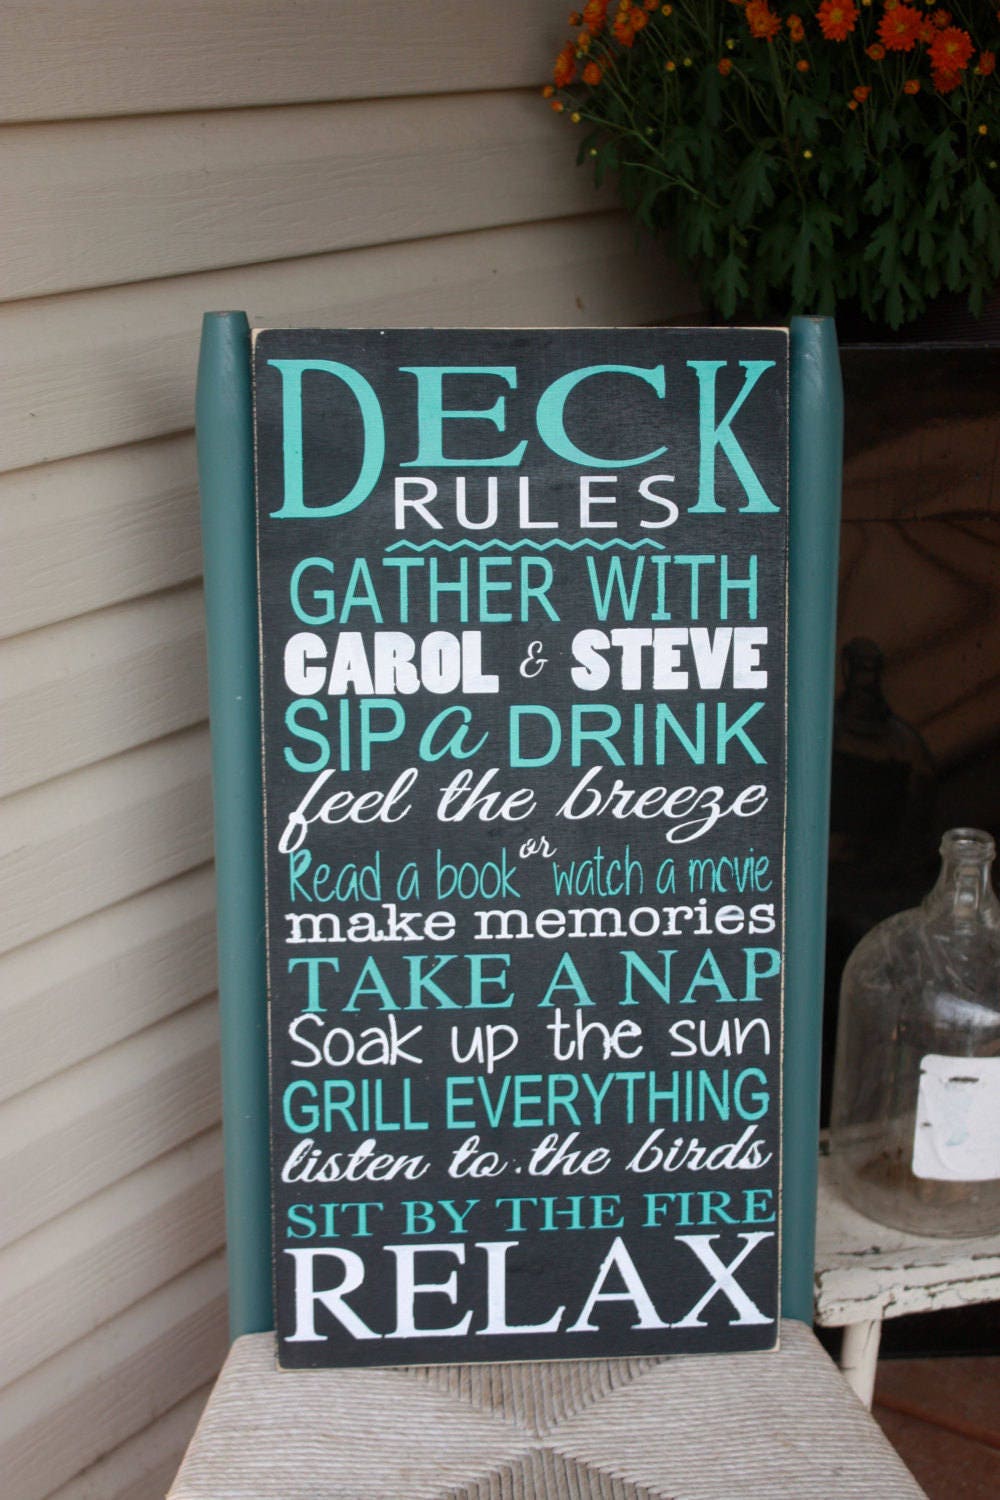 DECK
RULES
GATHER WITH
CAROL & STEVE
SIP a DRINK
feel the breeze
Read a book or watch a movie
make memories
TAKE A NAP
Soak up the sun
GRILL EVERYTHING
listen to the birds
SIT BY THE FIRE
RELAX